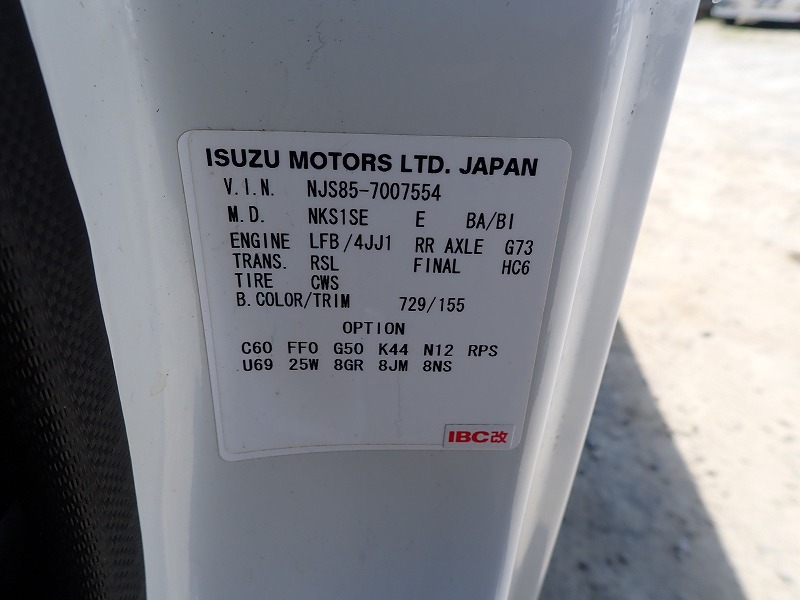 ISUZU MOTORS LTD. JAPAN
V.I.N. NJS85-7007554
M.D. NKS1SE E BA/BI
ENGINE LFB/4JJ1 RR AXLE G73
TRANS. RSL FINAL HC6
TIRE CWS
B.COLOR/TRIM 729/155
OPTION
C60 FF0 G50 K44 N12 RPS
U69 25W 8GR 8JM 8NS
IBC改